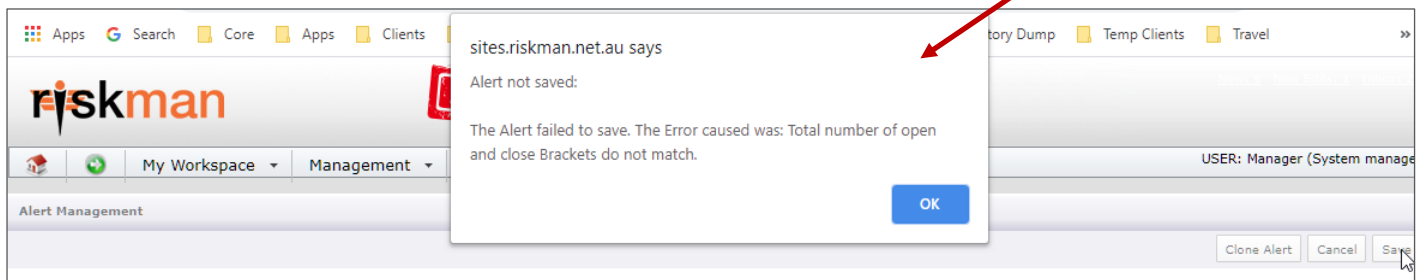 Apps Search Core Apps Clients
tory Dump Temp Clients Travel »
sites.riskman.net.au says
Alert not saved:
The Alert failed to save. The Error caused was: Total number of open
and close Brackets do not match.
OK
riskman
My Workspace Management
USER: Manager (System manage
Alert Management
Clone Alert Cancel Save